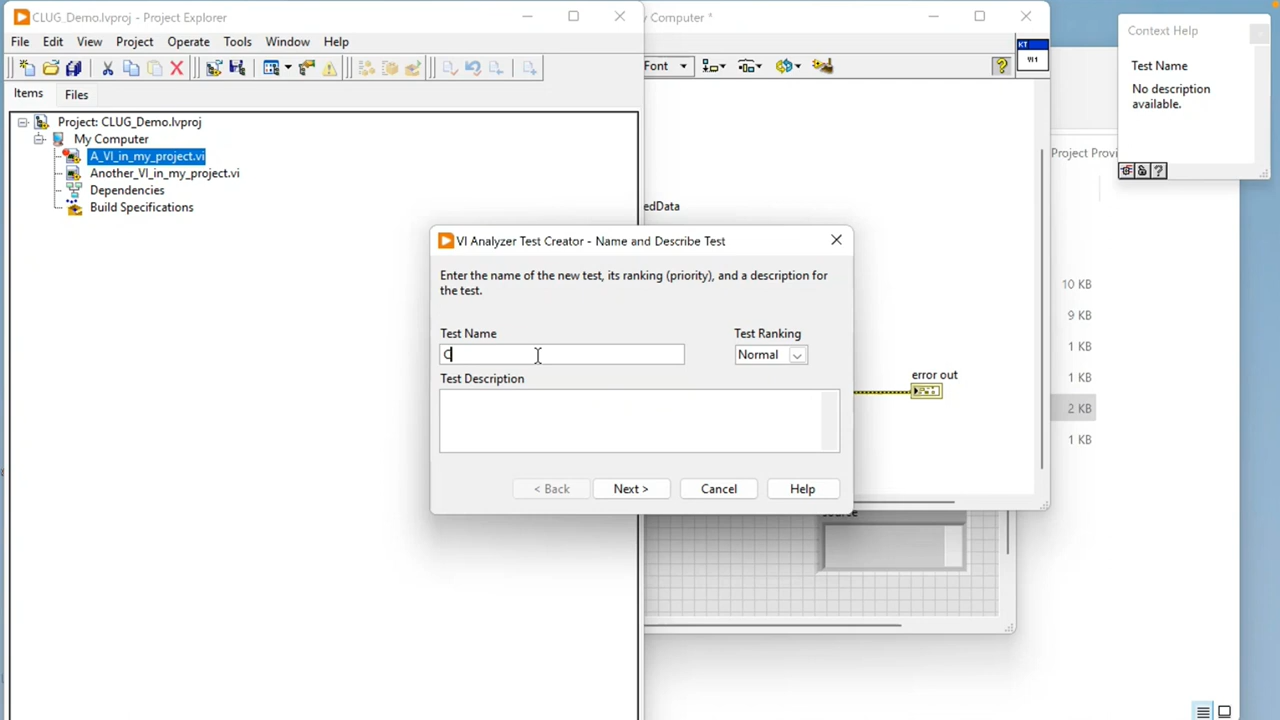 CLUG_Demo.lvproj - Project Explorer
File Edit View Project Operate Tools Window Help
Items Files
Project: CLUG_Demo.lvproj
My Computer
A_VI_in_my_project.vi
Another_VI_in_my_project.vi
Dependencies
Build Specifications
y Computer *
Font
KT
VI1
edData
error out
Context Help
Test Name
No description
available.
Project Provi
10 KB
9 KB
1 KB
1 KB
2 KB
1 KB
VI Analyzer Test Creator - Name and Describe Test
Enter the name of the new test, its ranking (priority), and a description for
the test.
Test Name Test Ranking
C Normal
Test Description
< Back Next > Cancel Help
source